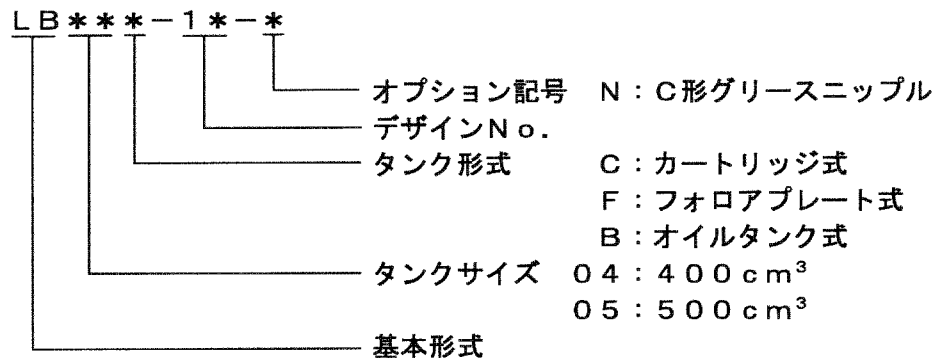 ＬＢ＊＊＊－１＊－＊
オプション記号　Ｎ：Ｃ形グリースニップル
デザインＮｏ．
タンク形式　Ｃ：カートリッジ式
Ｆ：フォロアプレート式
Ｂ：オイルタンク式
タンクサイズ　０４：４００ｃｍ³
０５：５００ｃｍ³
基本形式